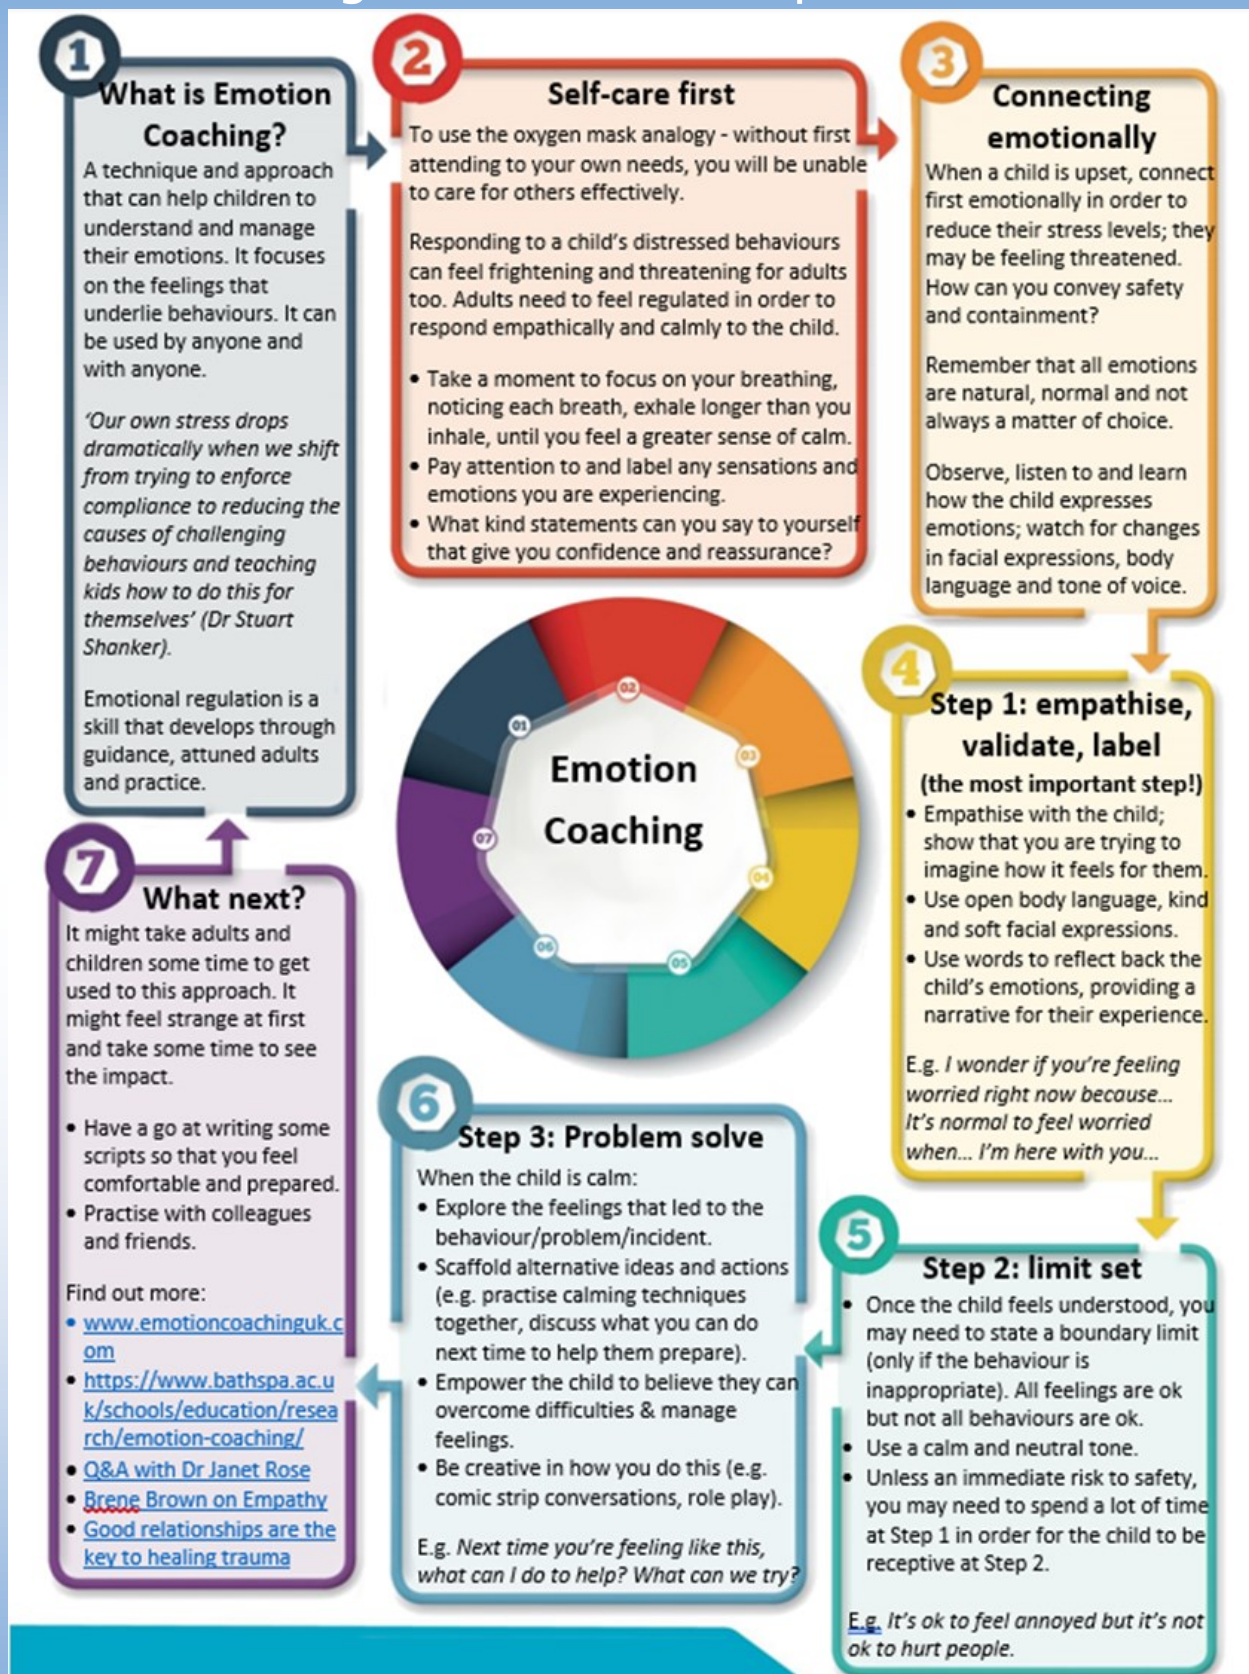 1
What is Emotion
Coaching?
A technique and approach
that can help children to
understand and manage
their emotions. It focuses
on the feelings that
underlie behaviours. It can
be used by anyone and
with anyone.
‘Our own stress drops
dramatically when we shift
from trying to enforce
compliance to reducing the
causes of challenging
behaviours and teaching
kids how to do this for
themselves’ (Dr Stuart
Shanker).
Emotional regulation is a
skill that develops through
guidance, attuned adults
and practice.
2
Self-care first
To use the oxygen mask analogy - without first
attending to your own needs, you will be unable
to care for others effectively.
Responding to a child’s distressed behaviours
can feel frightening and threatening for adults
too. Adults need to feel regulated in order to
respond empathically and calmly to the child.
• Take a moment to focus on your breathing,
noticing each breath, exhale longer than you
inhale, until you feel a greater sense of calm.
• Pay attention to and label any sensations and
emotions you are experiencing.
• What kind statements can you say to yourself
that give you confidence and reassurance?
3
Connecting
emotionally
When a child is upset, connect
first emotionally in order to
reduce their stress levels; they
may be feeling threatened.
How can you convey safety
and containment?
Remember that all emotions
are natural, normal and not
always a matter of choice.
Observe, listen to and learn
how the child expresses
emotions; watch for changes
in facial expressions, body
language and tone of voice.
4
Step 1: empathise,
validate, label
(the most important step!)
• Empathise with the child;
show that you are trying to
imagine how it feels for them.
• Use open body language, kind
and soft facial expressions.
• Use words to reflect back the
child’s emotions, providing a
narrative for their experience.
E.g. I wonder if you’re feeling
worried right now because...
It’s normal to feel worried
when... I’m here with you...
5
Step 2: limit set
• Once the child feels understood, you
may need to state a boundary limit
(only if the behaviour is
inappropriate). All feelings are ok
but not all behaviours are ok.
• Use a calm and neutral tone.
• Unless an immediate risk to safety,
you may need to spend a lot of time
at Step 1 in order for the child to be
receptive at Step 2.
E.g. It’s ok to feel annoyed but it’s not
ok to hurt people.
6
Step 3: Problem solve
When the child is calm:
• Explore the feelings that led to the
behaviour/problem/incident.
• Scaffold alternative ideas and actions
(e.g. practise calming techniques
together, discuss what you can do
next time to help them prepare).
• Empower the child to believe they can
overcome difficulties & manage
feelings.
• Be creative in how you do this (e.g.
comic strip conversations, role play).
E.g. Next time you’re feeling like this,
what can I do to help? What can we try?
7
What next?
It might take adults and
children some time to get
used to this approach. It
might feel strange at first
and take some time to see
the impact.
• Have a go at writing some
scripts so that you feel
comfortable and prepared.
• Practise with colleagues
and friends.
Find out more:
• www.emotioncoachinguk.c
om
• https://www.bathspa.ac.u
k/schools/education/resea
rch/emotion-coaching/
• Q&A with Dr Janet Rose
• Brene Brown on Empathy
• Good relationships are the
key to healing trauma
Emotion
Coaching
01
02
03
04
05
06
07